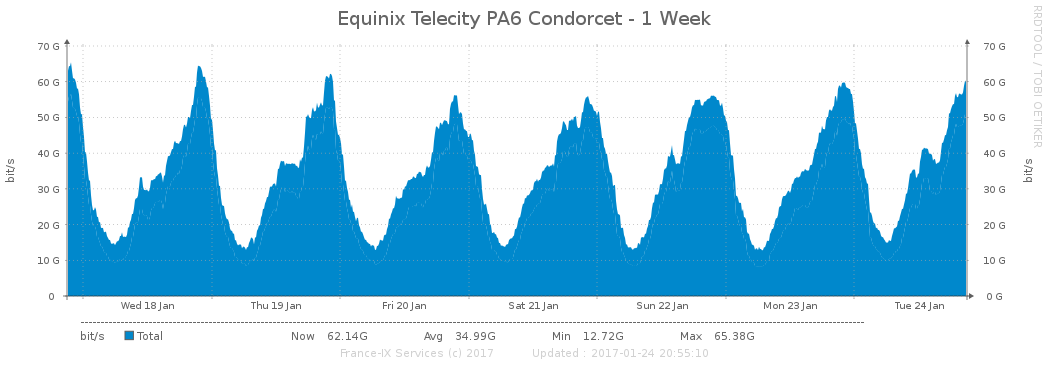 Equinix Telecity PA6 Condorcet - 1 Week
RRDTOOL / TOBI OETIKER
bit/s
70 G
60 G
50 G
40 G
30 G
20 G
10 G
0
70 G
60 G
50 G
40 G
30 G
20 G
10 G
0 G
bit/s
Wed 18 Jan Thu 19 Jan Fri 20 Jan Sat 21 Jan Sun 22 Jan Mon 23 Jan Tue 24 Jan
bit/s Total Now 62.14G Avg 34.99G Min 12.72G Max 65.38G
France-IX Services (c) 2017 Updated : 2017-01-24 20:55:10